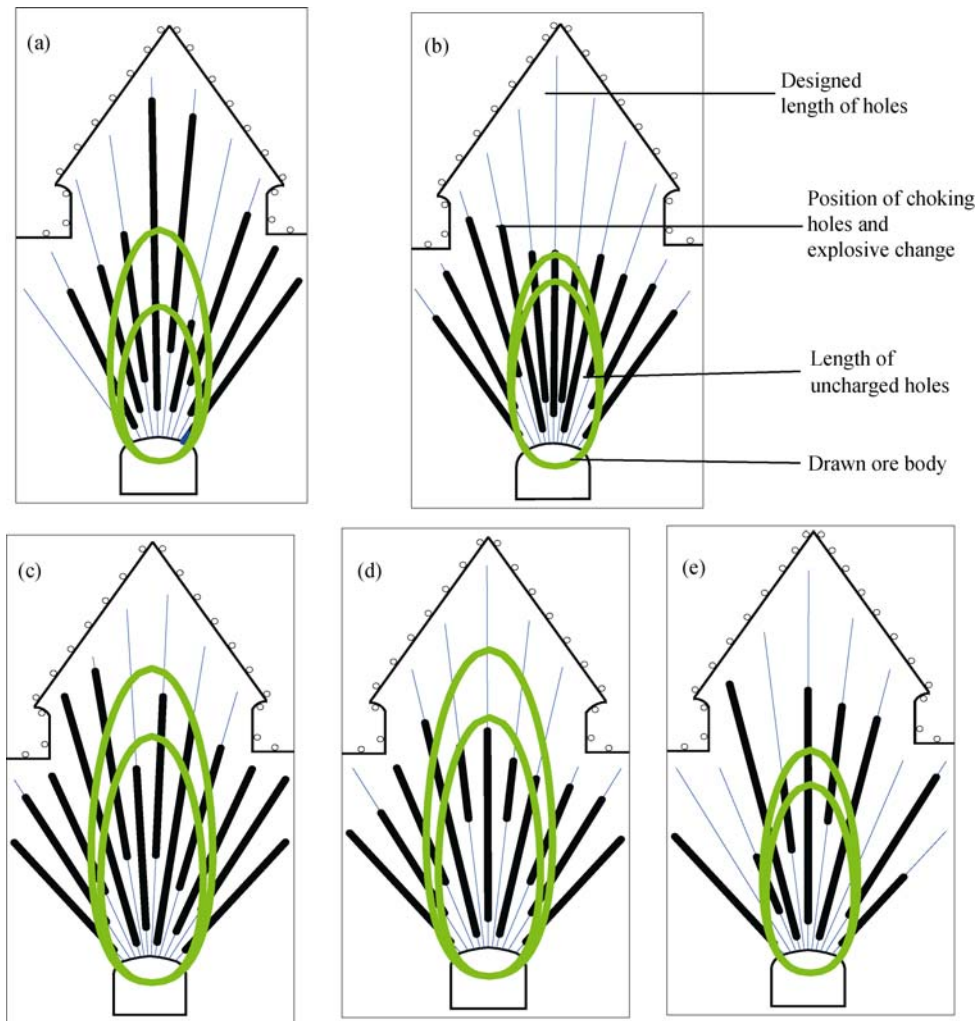 (a)
(b)
Designed
length of holes
Position of choking
holes and
explosive change
Length of
uncharged holes
Drawn ore body
(c)
(d)
(e)